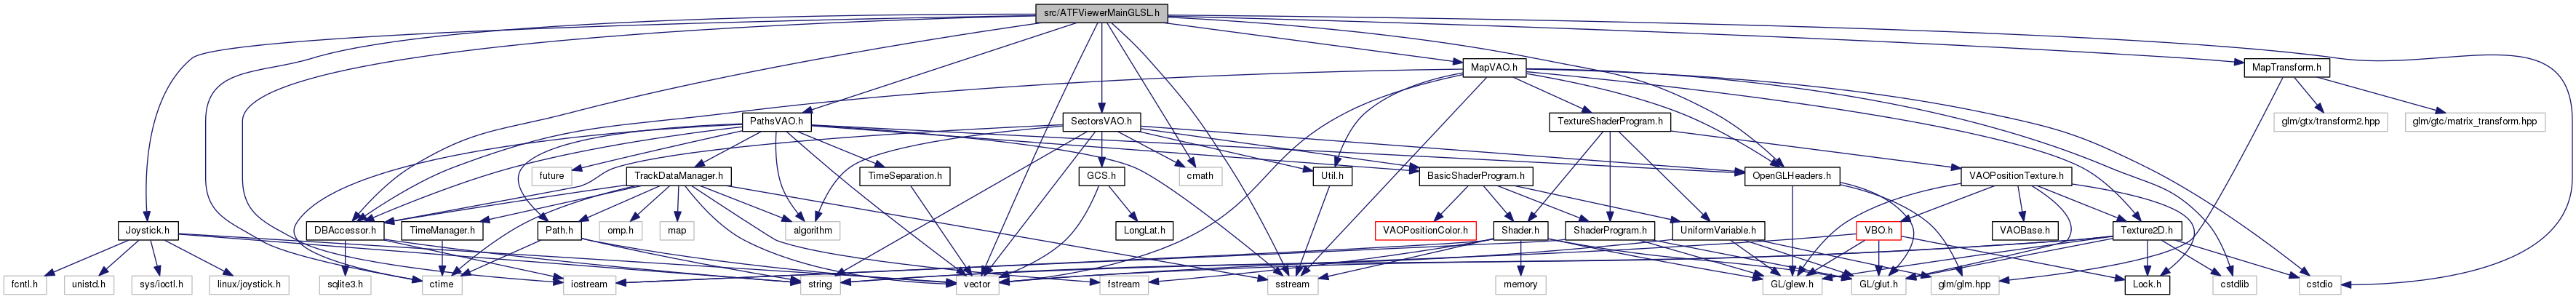 src/ATFViewerMainGLSL.h
MapVAO.h
MapTransform.h
PathsVAO.h
SectorsVAO.h
TextureShaderProgram.h
glm/gtx/transform2.hpp
glm/gtc/matrix_transform.hpp
future
TrackDataManager.h
TimeSeparation.h
GCS.h
cmath
Util.h
BasicShaderProgram.h
OpenGLHeaders.h
VAOPositionTexture.h
Joystick.h
DBAccessor.h
TimeManager.h
Path.h
omp.h
map
algorithm
LongLat.h
VAOPositionColor.h
Shader.h
ShaderProgram.h
UniformVariable.h
VBO.h
VAOBase.h
Texture2D.h
fcntl.h
unistd.h
sys/ioctl.h
linux/joystick.h
sqlite3.h
ctime
iostream
string
vector
fstream
sstream
memory
GL/glew.h
GL/glut.h
glm/glm.hpp
Lock.h
cstdlib
cstdio